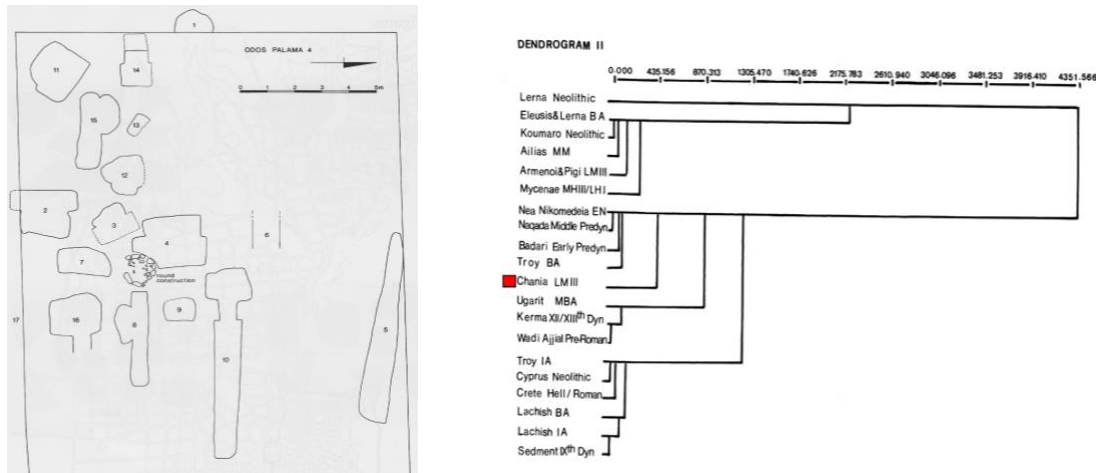 1
ODOS PALAMA 4
11
14
0 1 2 3 4 5m
15
13
12
2
3
4
6
7
round
construction
5
17
16
8
9
10
DENDROGRAM II
0.000 435.156 870.313 1305.470 1740.626 2175.783 2610.940 3046.096 3481.253 3916.410 4351.566
Lerna Neolithic
Eleusis&Lerna BA
Koumaro Neolithic
Ailias MM
Armenoi&Pigi LMIII
Mycenae MHIII/LHI
Nea Nikomedeia EN
Naqada Middle Predyn
Badari Early Predyn
Troy BA
Chania LMIII
Ugarit MBA
Kerma XII/XIIIth Dyn
Wadi Ajjial Pre-Roman
Troy IA
Cyprus Neolithic
Crete Hell/Roman
Lachish BA
Lachish IA
Sediment IXth Dyn